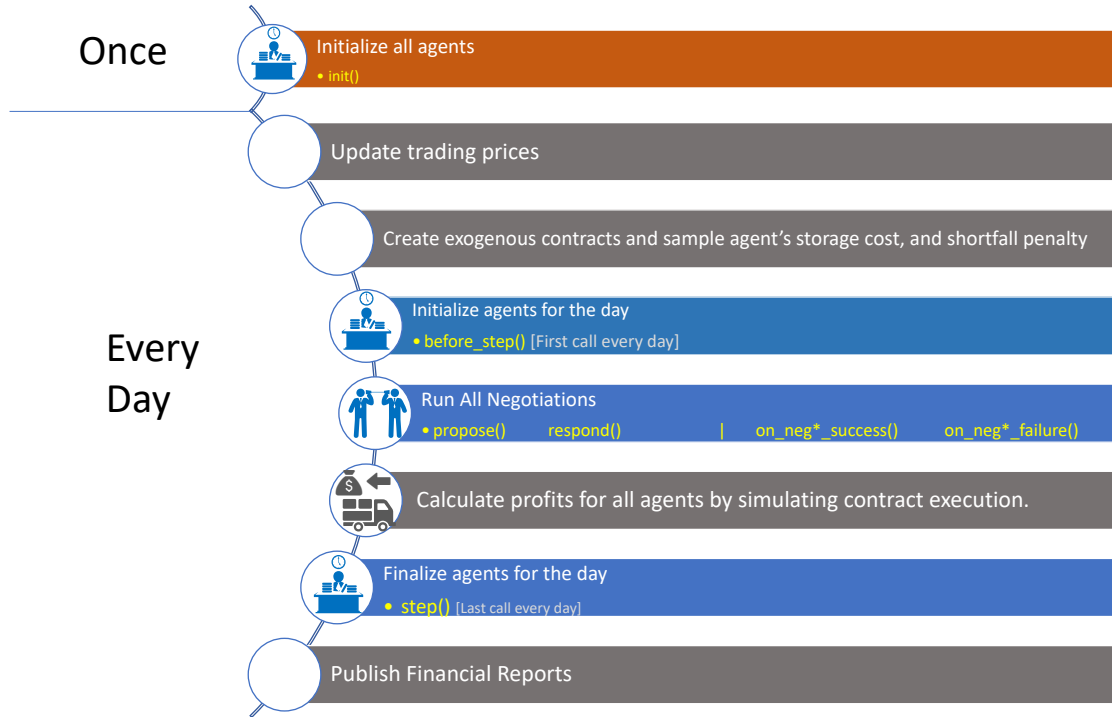 Once
Initialize all agents
• init()
Update trading prices
Create exogenous contracts and sample agent's storage cost, and shortfall penalty
Every
Day
Initialize agents for the day
• before_step() [First call every day]
Run All Negotiations
• propose() respond() | on_neg*_success() on_neg*_failure()
$
Calculate profits for all agents by simulating contract execution.
Finalize agents for the day
• step() [Last call every day]
Publish Financial Reports